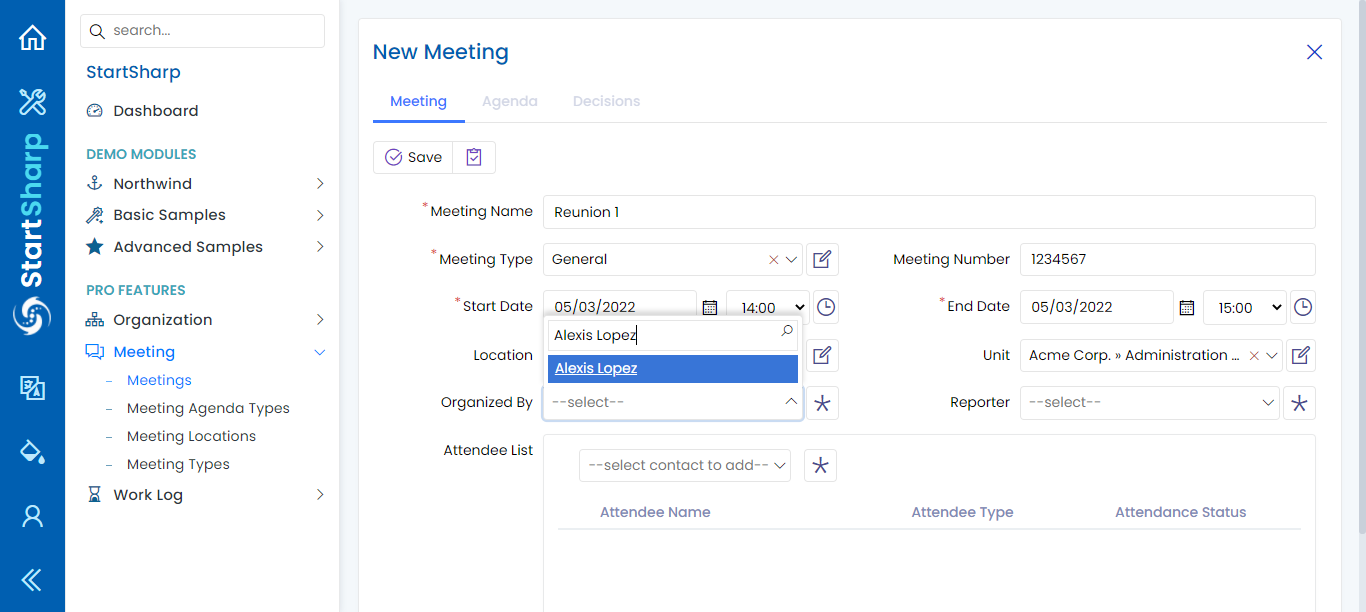 StartSharp
search...
StartSharp
Dashboard
DEMO MODULES
Northwind
Basic Samples
Advanced Samples
PRO FEATURES
Organization
Meeting
Meetings
Meeting Agenda Types
Meeting Locations
Meeting Types
Work Log
New Meeting
Meeting Agenda Decisions
Save
*Meeting Name Reunion 1
*Meeting Type General Meeting Number 1234567
*Start Date 05/03/2022 14:00 *End Date 05/03/2022 15:00
Alexis Lopez
Location Unit Acme Corp. » Administration ...
Alexis Lopez
Organized By --select-- Reporter --select--
Attendee List
--select contact to add--
Attendee Name Attendee Type Attendance Status